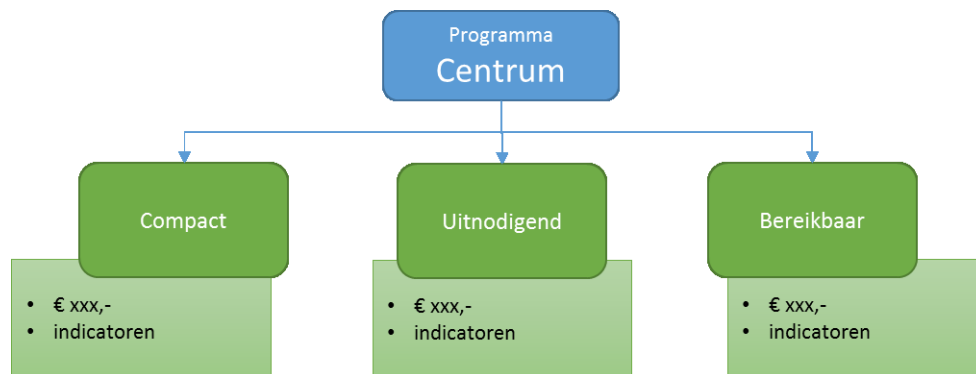 Programma
Centrum
Compact
Uitnodigend
Bereikbaar
• € xxx,-
• indicatoren
• € xxx,-
• indicatoren
• € xxx,-
• indicatoren